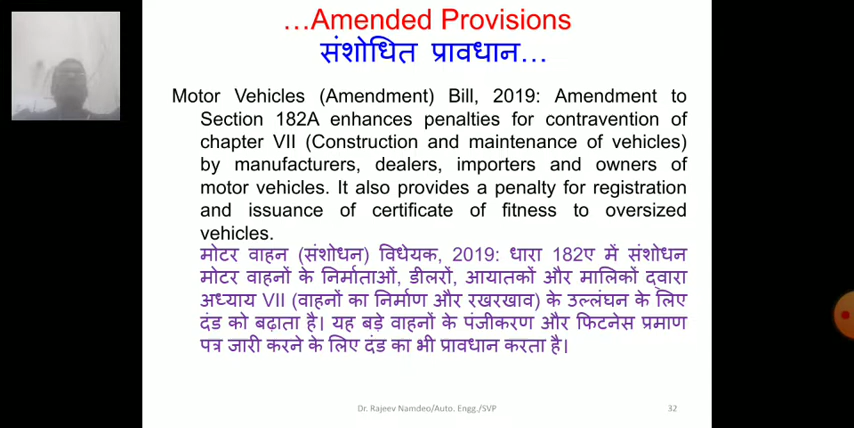 ...Amended Provisions
संशोधित प्रावधान...
Motor Vehicles (Amendment) Bill, 2019: Amendment to
Section 182A enhances penalties for contravention of
chapter VII (Construction and maintenance of vehicles)
by manufacturers, dealers, importers and owners of
motor vehicles. It also provides a penalty for registration
and issuance of certificate of fitness to oversized
vehicles.
मोटर वाहन (संशोधन) विधेयक, 2019: धारा 182ए में संशोधन
मोटर वाहनों के निर्माताओं, डीलरों, आयातकों और मालिकों द्वारा
अध्याय VII (वाहनों का निर्माण और रखरखाव) के उल्लंघन के लिए
दंड को बढ़ाता है। यह बड़े वाहनों के पंजीकरण और फिटनेस प्रमाण
पत्र जारी करने के लिए दंड का भी प्रावधान करता है।
Dr. Rajeev Namdeo/Auto. Engg./SVP
32